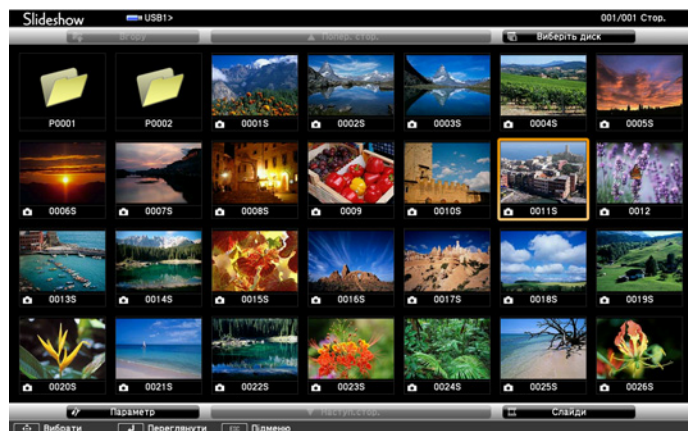 Slideshow USB1> 001/001 Стор.
Вгору ▲ Попер. стор. Виберіть диск
P0001 P0002 0001S 0002S 0003S 0004S 0005S
0006S 0007S 0008S 0009 0010S 0011S 0012
0013S 0014S 0015S 0016S 0017S 0018S 0019S
0020S 0021S 0022S 0023S 0024S 0025S 0026S
Параметр ▼ Наступ.стор. Слайди
Вибрати Переглянути Esc Підменю